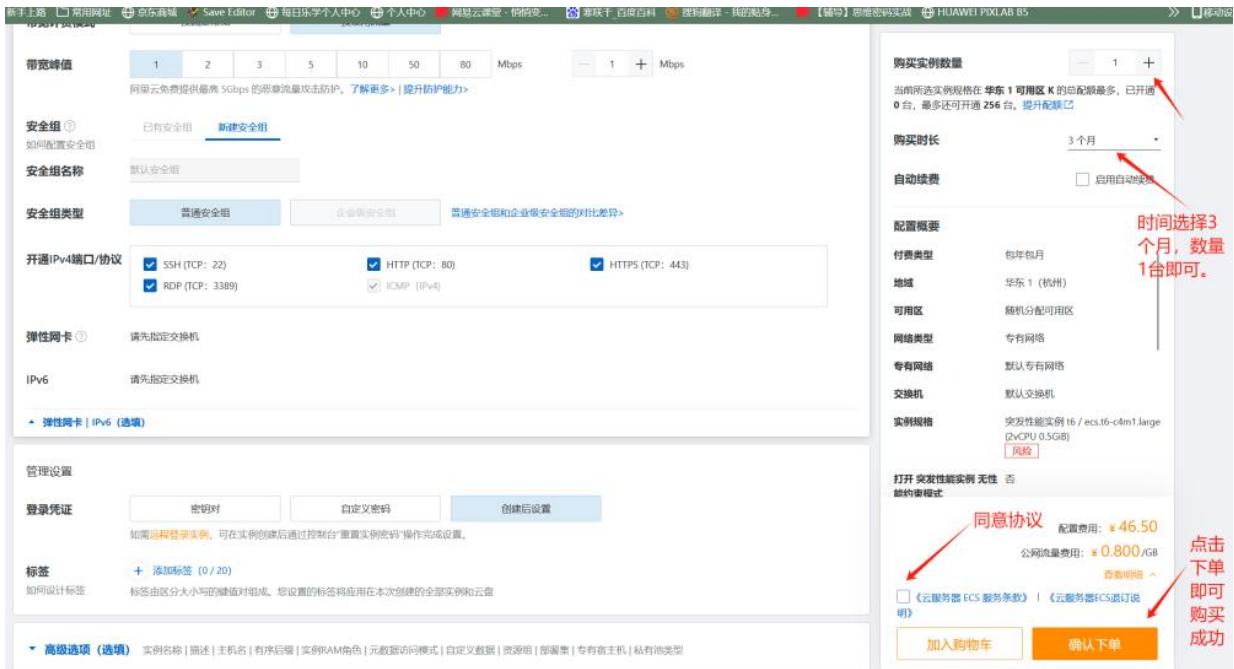 新手上路 常用网址 京东商城 Save Editor 每日乐学个人中心 个人中心 网易云课堂 - 悄悄变... 搜狗翻译 - 我的贴身... 【辅导】思维密码实战 HUAWEI PIXLAB B5 移动设
带宽峰值 1 2 3 5 10 50 80 Mbps 1 + Mbps
阿里云免费提供最高 5Gbps 的恶意流量攻击防护。了解更多> | 提升防护能力>
安全组 已有安全组 新建安全组
如何配置安全组
安全组名称 默认安全组
安全组类型 普通安全组 企业级安全组 普通安全组和企业级安全组的对比差异>
开通IPv4端口/协议 SSH (TCP: 22) HTTP (TCP: 80) HTTPS (TCP: 443)
RDP (TCP: 3389) ICMP (IPv4)
弹性网卡 请先指定交换机
IPv6 请先指定交换机
弹性网卡 | IPv6 (选填)
管理设置
登录凭证 密钥对 自定义密码 创建后设置
如需远程登录实例,可在实例创建后通过控制台"重置实例密码"操作完成设置。
标签 + 添加标签 (0 / 20)
如何设计标签 标签由区分大小写的键值对组成。您设置的标签将应用在本次创建的全部实例和云盘
高级选项(选填) 实例名称 | 描述 | 主机名 | 有序后缀 | 实例RAM角色 | 元数据访问模式 | 自定义数据 | 资源组 | 部署集 | 专有宿主机 | 私有池类型
购买实例数量 1 +
当前所选实例规格在 华东 1 可用区 K 的总配额最多,已开通
0 台,最多还可开通 256 台。提升配额
购买时长 3 个月
自动续费 启用自动续费
时间选择3
个月,数量
1台即可。
配置概要
付费类型 包年包月
地域 华东 1(杭州)
可用区 随机分配可用区
网络类型 专有网络
专有网络 默认专有网络
交换机 默认交换机
实例规格 突发性能实例 t6 / ecs.t6-c4m1.large
(2vCPU 0.5GiB)
风险
打开 突发性能实例 无性 否
能约束模式
同意协议
配置费用: ¥ 46.50
公网流量费用: ¥ 0.800 /GB
查看明细
《云服务器 ECS 服务条款》 | 《云服务器ECS退订说
明》
加入购物车 确认下单
点击
下单
即可
购买
成功